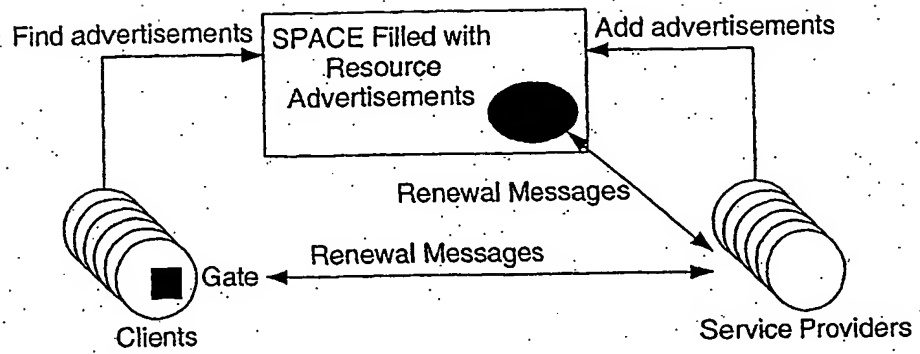 Find advertisements
SPACE Filled with
Resource
Advertisements
Add advertisements
Renewal Messages
Renewal Messages
Gate
Clients
Service Providers